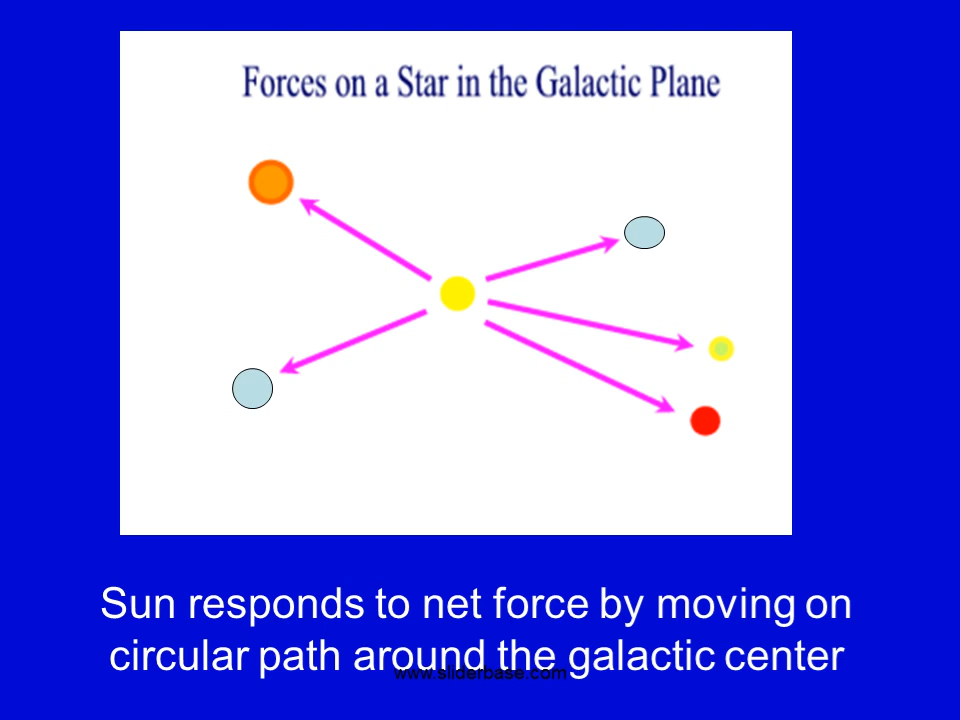 Forces on a Star in the Galactic Plane
Sun responds to net force by moving on
circular path around the galactic center
www.sliderbase.com